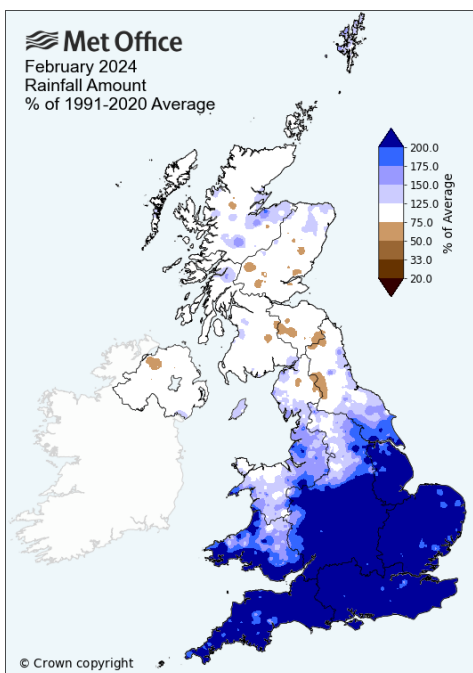 Met Office
February 2024
Rainfall Amount
% of 1991-2020 Average
200.0
175.0
150.0
125.0
75.0
50.0
33.0
20.0
% of Average
© Crown copyright